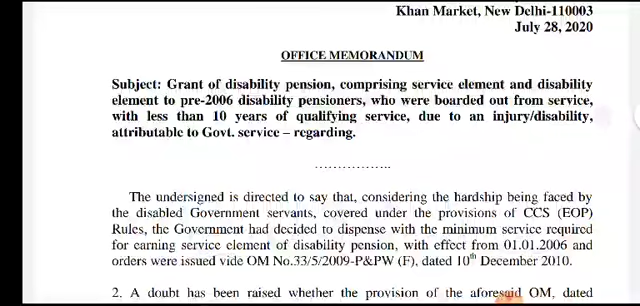 Khan Market, New Delhi-110003
July 28, 2020
OFFICE MEMORANDUM
Subject: Grant of disability pension, comprising service element and disability
element to pre-2006 disability pensioners, who were boarded out from service,
with less than 10 years of qualifying service, due to an injury/disability,
attributable to Govt. service – regarding.
................
The undersigned is directed to say that, considering the hardship being faced by
the disabled Government servants, covered under the provisions of CCS (EOP)
Rules, the Government had decided to dispense with the minimum service required
for earning service element of disability pension, with effect from 01.01.2006 and
orders were issued vide OM No.33/5/2009-P&PW (F), dated 10th December 2010.
2. A doubt has been raised whether the provision of the aforesaid OM, dated